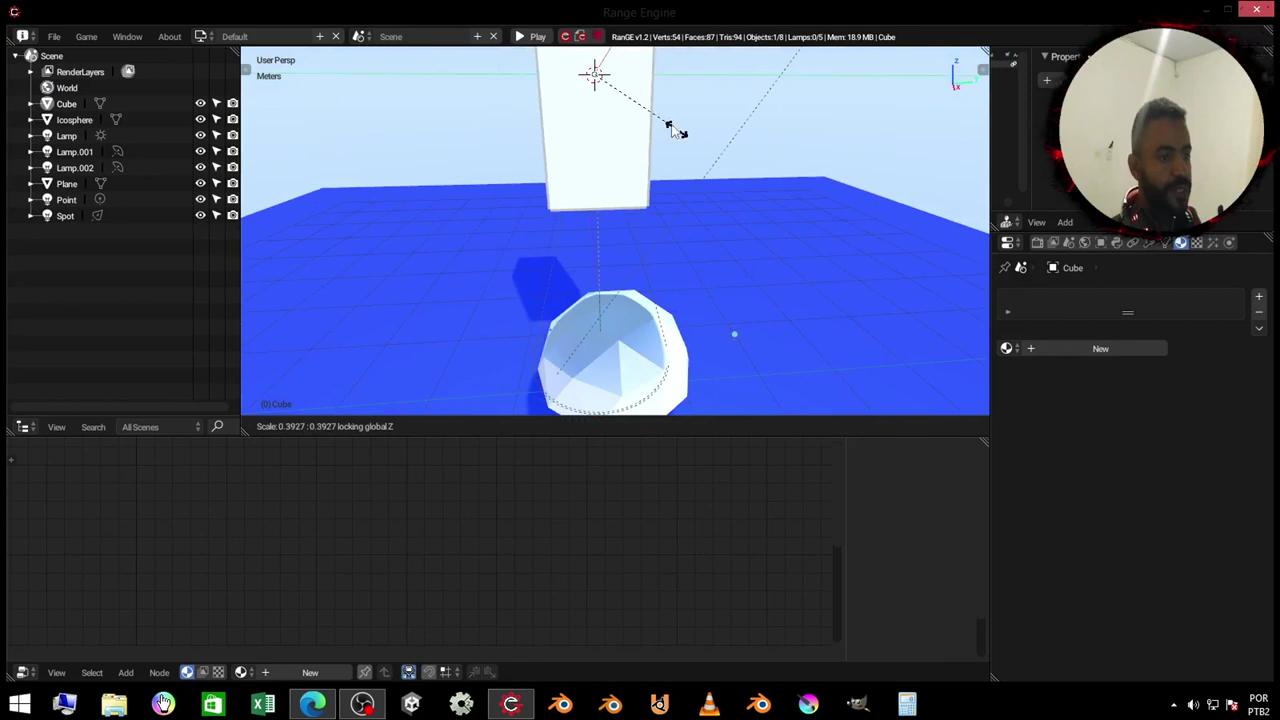 Range Engine
File Game Window About Default Scene Play RanGE v1.2 | Verts:54 | Faces:87 | Tris:94 | Objects:1/8 | Lamps:0/5 | Mem: 18.9 MB | Cube
Scene
RenderLayers
World
Cube
Icosphere
Lamp
Lamp.001
Lamp.002
Plane
Point
Spot
User Persp
Meters
z
x
Propert
(0) Cube
View Add
Cube
New
View Search All Scenes
Scale: 0.3927 : 0.3927 locking global Z
View Select Add Node New
POR
PTB2